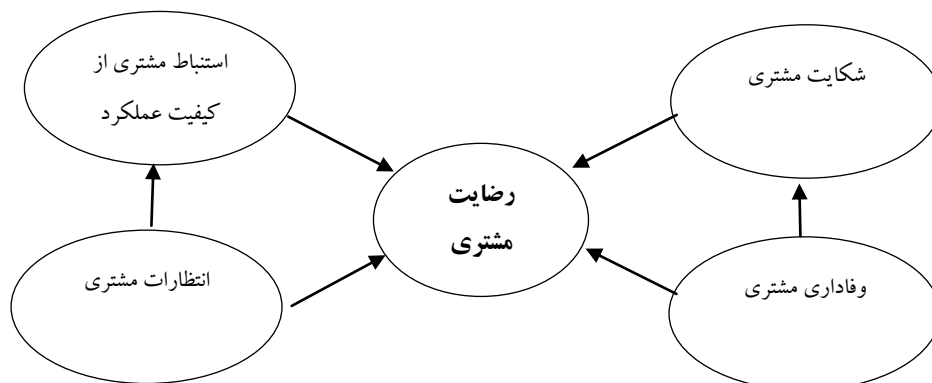 شکایت مشتری
استنباط مشتری از
کیفیت عملکرد
رضایت
مشتری
وفاداری مشتری
انتظارات مشتری